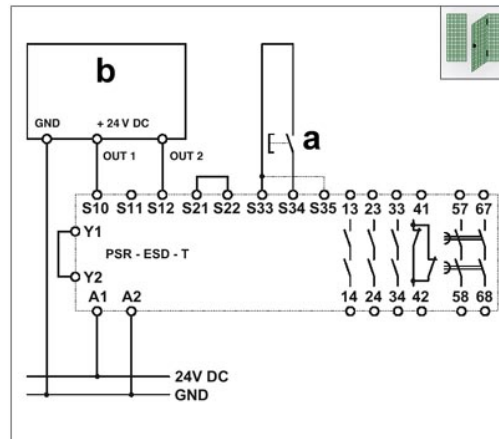 b
GND + 24 V DC
OUT 1 OUT 2
a
S10 S11 S12 S21 S22 S33 S34 S35 13 23 33 41 57 67
Y1
PSR - ESD - T
Y2
A1 A2 14 24 34 42 58 68
24V DC
GND